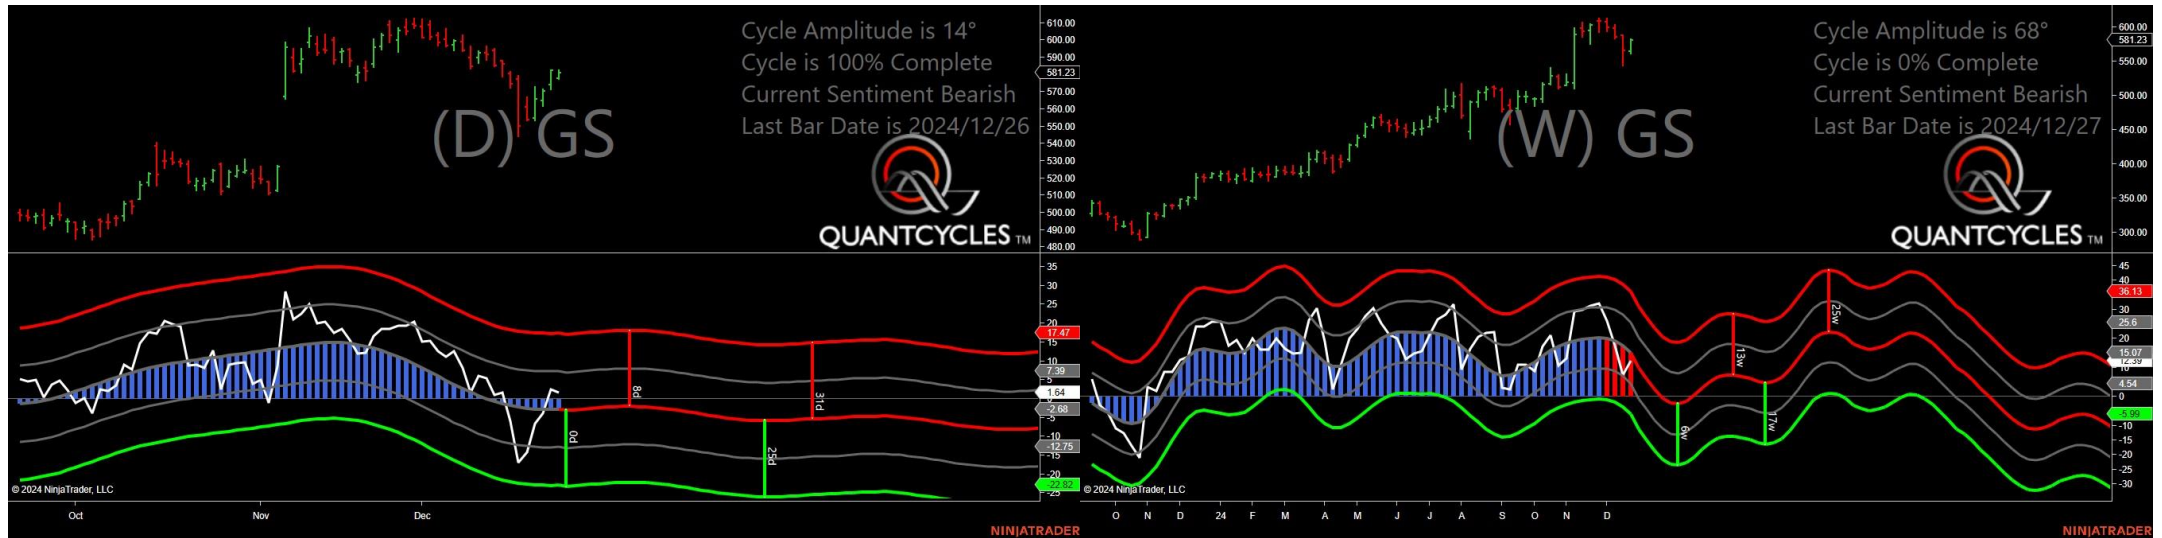 Cycle Amplitude is 14°
Cycle is 100% Complete
Current Sentiment Bearish
Last Bar Date is 2024/12/26
(D) GS
QUANTCYCLES TM
610.00
600.00
590.00
581.23
570.00
560.00
550.00
540.00
530.00
520.00
510.00
500.00
490.00
480.00
35
30
25
20
17.47
15
10
7.39
5
1.64
0
-2.68
-5
-10
-12.75
-15
-20
-22.82
-25
0d
8d
25d
31d
© 2024 NinjaTrader, LLC
Oct Nov Dec
NINJATRADER
Cycle Amplitude is 68°
Cycle is 0% Complete
Current Sentiment Bearish
Last Bar Date is 2024/12/27
(W) GS
QUANTCYCLES TM
600.00
581.23
500.00
450.00
400.00
350.00
300.00
45
36.13
30
25.6
20
15.07
12.39
10
4.54
0
-5.99
-10
-15
-20
-25
-30
6w
13w
17w
25w
© 2024 NinjaTrader, LLC
O N D 24 F M A M J J A S O N D
NINJATRADER